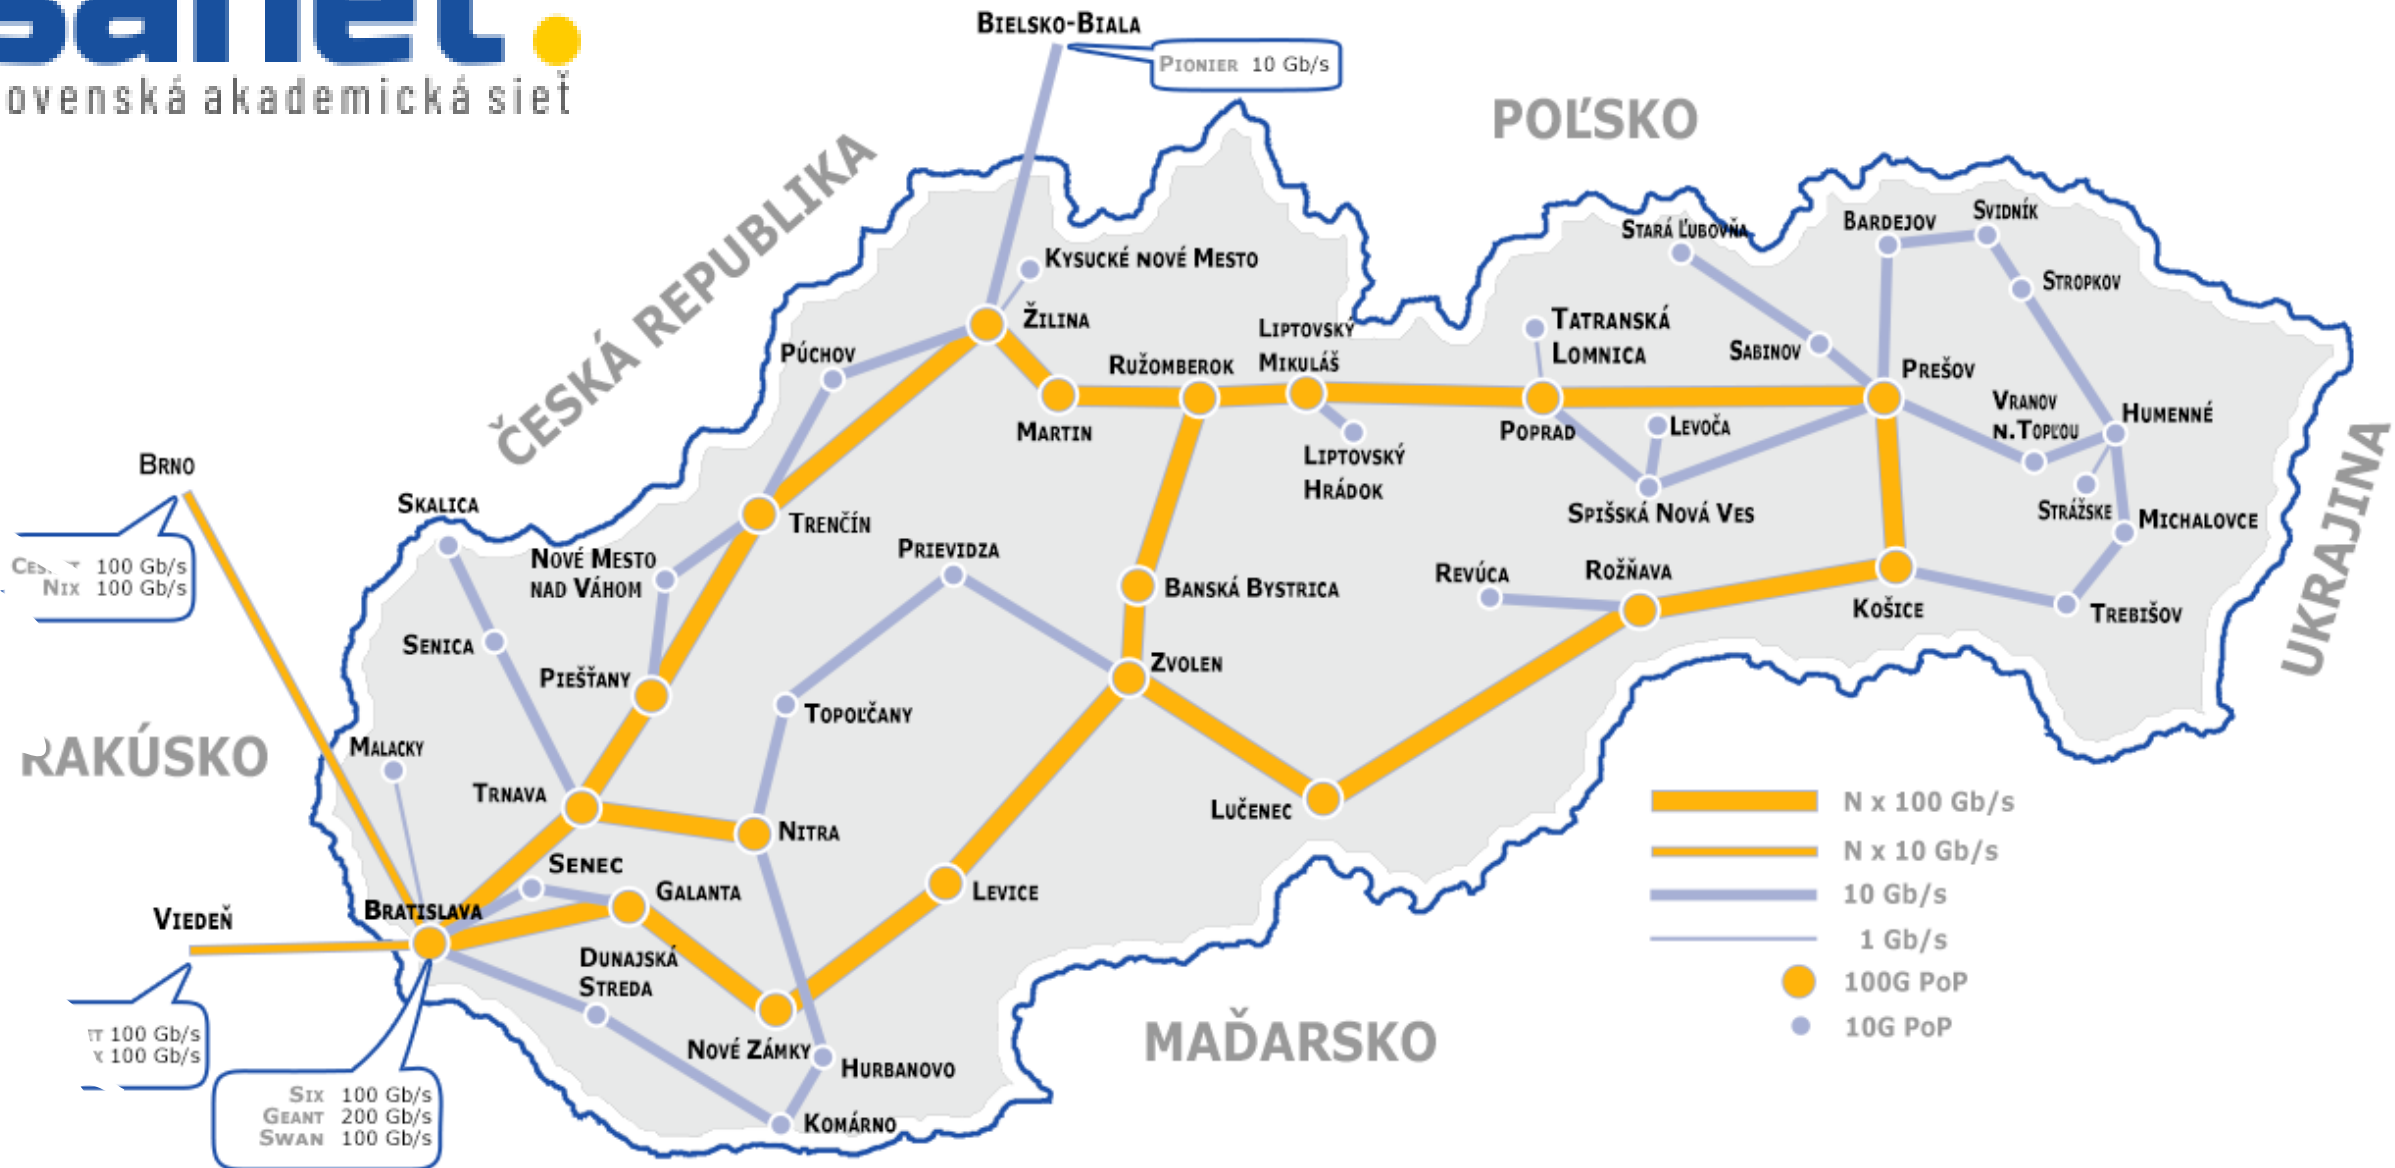 sanet.
ovenská akademická sieť
BIELSKO-BIALA
PIONIER 10 Gb/s
POĽSKO
ČESKÁ REPUBLIKA
STARÁ ĽUBOVŇA
BARDEJOV
SVIDNÍK
KYSUCKÉ NOVÉ MESTO
STROPKOV
ŽILINA
LIPTOVSKÝ
MIKULÁŠ
TATRANSKÁ
LOMNICA
PÚCHOV
RUŽOMBEROK
SABINOV
PREŠOV
VRANOV
N.TOPĽOU
HUMENNÉ
MARTIN
POPRAD
LEVOČA
LIPTOVSKÝ
HRÁDOK
BRNO
100 Gb/s
NIX 100 Gb/s
SKALICA
TRENČÍN
SPIŠSKÁ NOVÁ VES
STRÁŽSKE
MICHALOVCE
UKRAJINA
NOVÉ MESTO
NAD VÁHOM
PRIEVIDZA
BANSKÁ BYSTRICA
REVÚCA
ROŽŇAVA
KOŠICE
TREBIŠOV
SENICA
PIEŠŤANY
ZVOLEN
TOPOĽČANY
RAKÚSKO
MALACKY
TRNAVA
NITRA
LUČENEC
SENEC
GALANTA
LEVICE
BRATISLAVA
VIEDEŇ
100 Gb/s
100 Gb/s
DUNAJSKÁ
STREDA
NOVÉ ZÁMKY
HURBANOVO
KOMÁRNO
SIX 100 Gb/s
GEANT 200 Gb/s
SWAN 100 Gb/s
MAĎARSKO
N x 100 Gb/s
N x 10 Gb/s
10 Gb/s
1 Gb/s
100G PoP
10G PoP